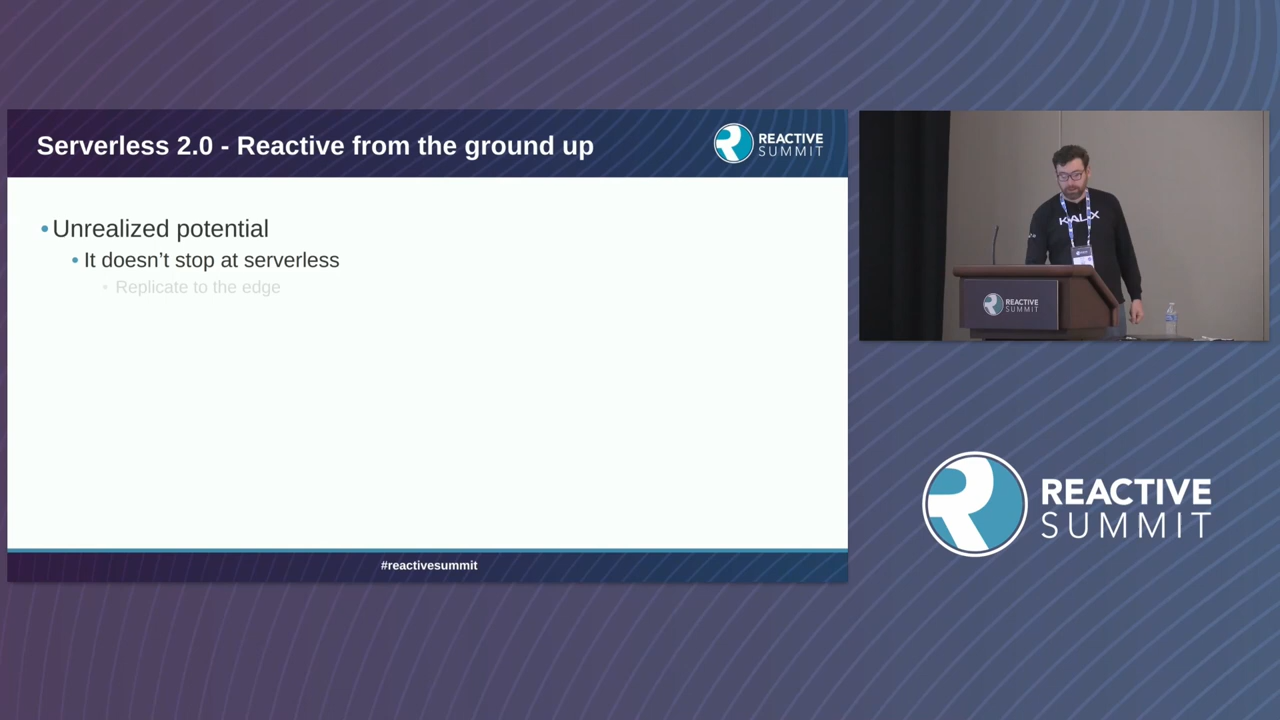 Serverless 2.0 - Reactive from the ground up
REACTIVE
SUMMIT
•Unrealized potential
• It doesn’t stop at serverless
• Replicate to the edge
#reactivesummit
KALIX
REACTIVE
SUMMIT
REACTIVE
SUMMIT